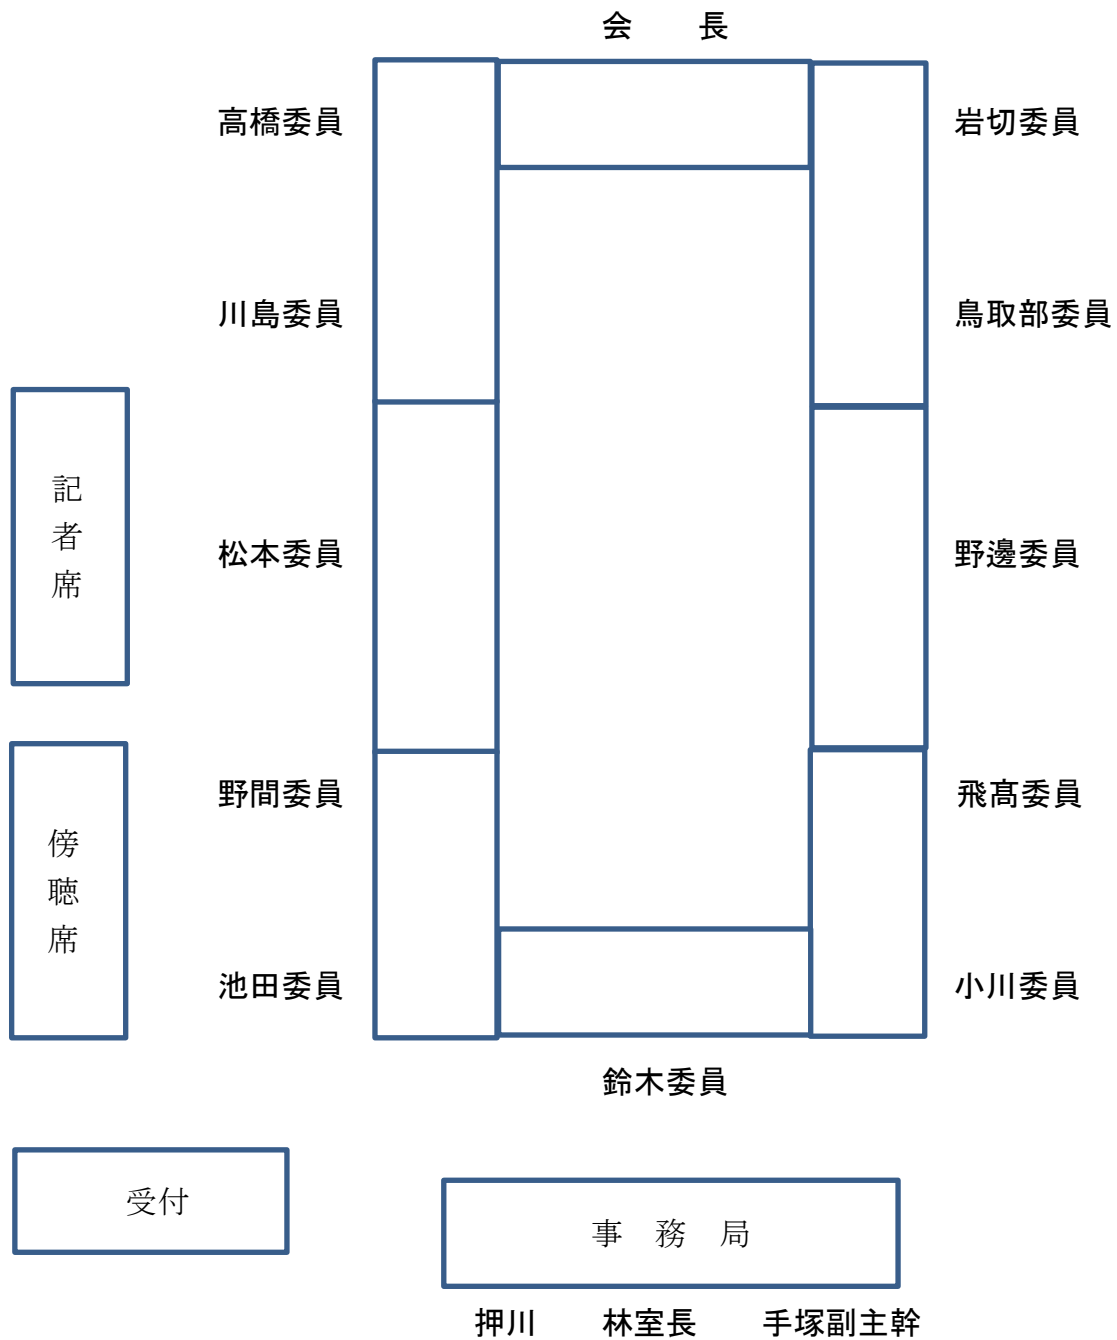 会　　長
高橋委員
岩切委員
川島委員
鳥取部委員
記者席
松本委員
野邊委員
野間委員
飛髙委員
傍聴席
池田委員
小川委員
鈴木委員
受付
事　務　局
押川　　林室長　　手塚副主幹